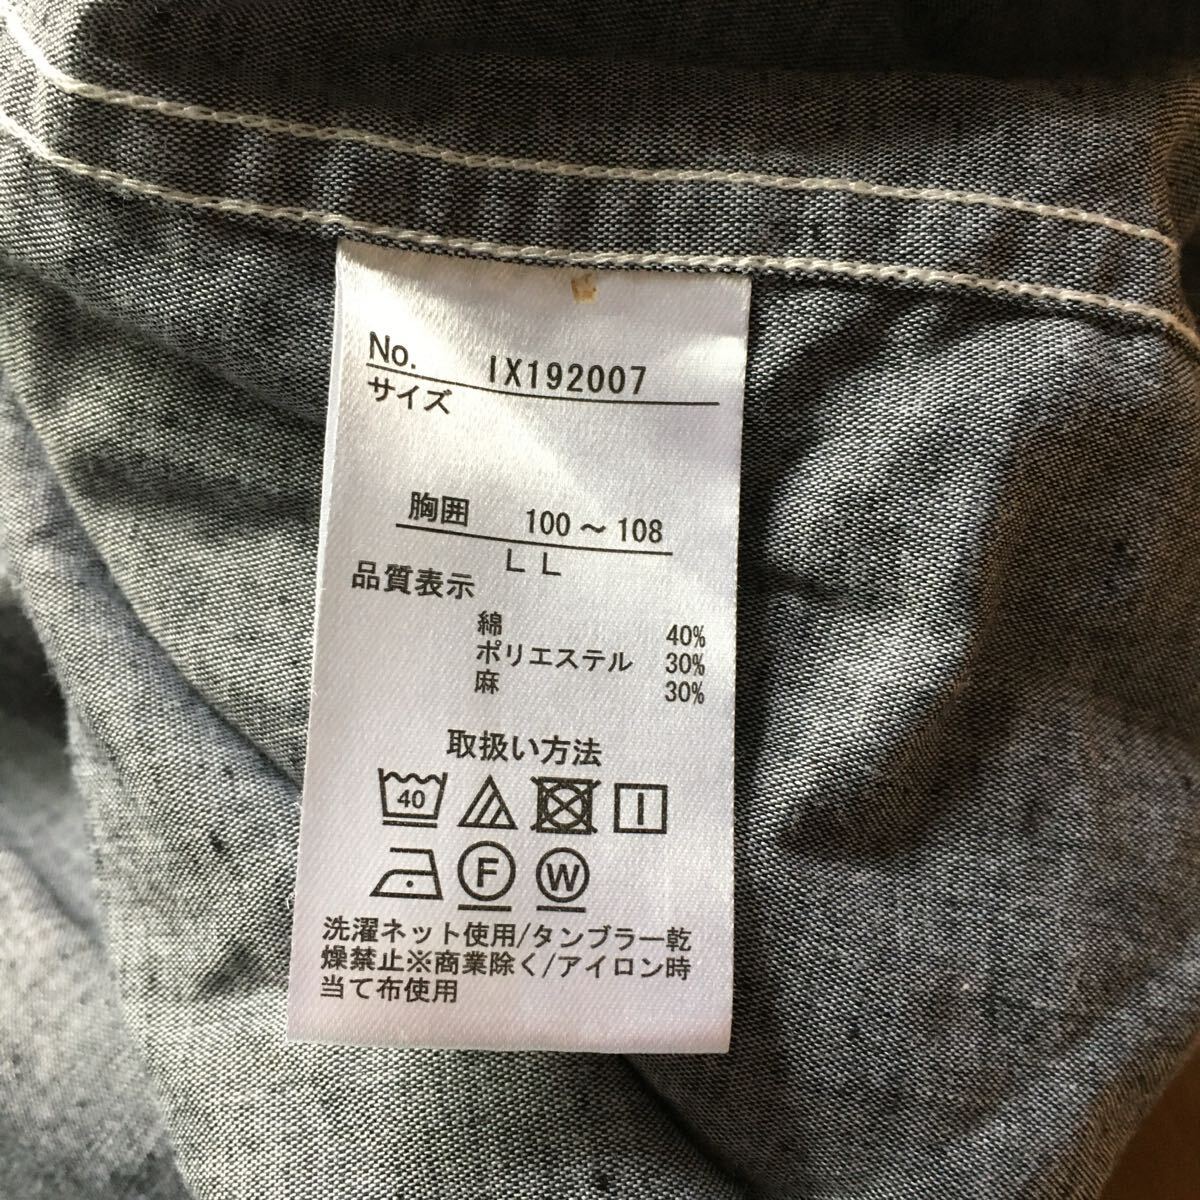 No. IX192007
サイズ
胸囲 100～108
LL
品質表示
綿 40%
ポリエステル 30%
麻 30%
取扱い方法
40
F W
洗濯ネット使用/タンブラー乾
燥禁止※商業除く/アイロン時
当て布使用